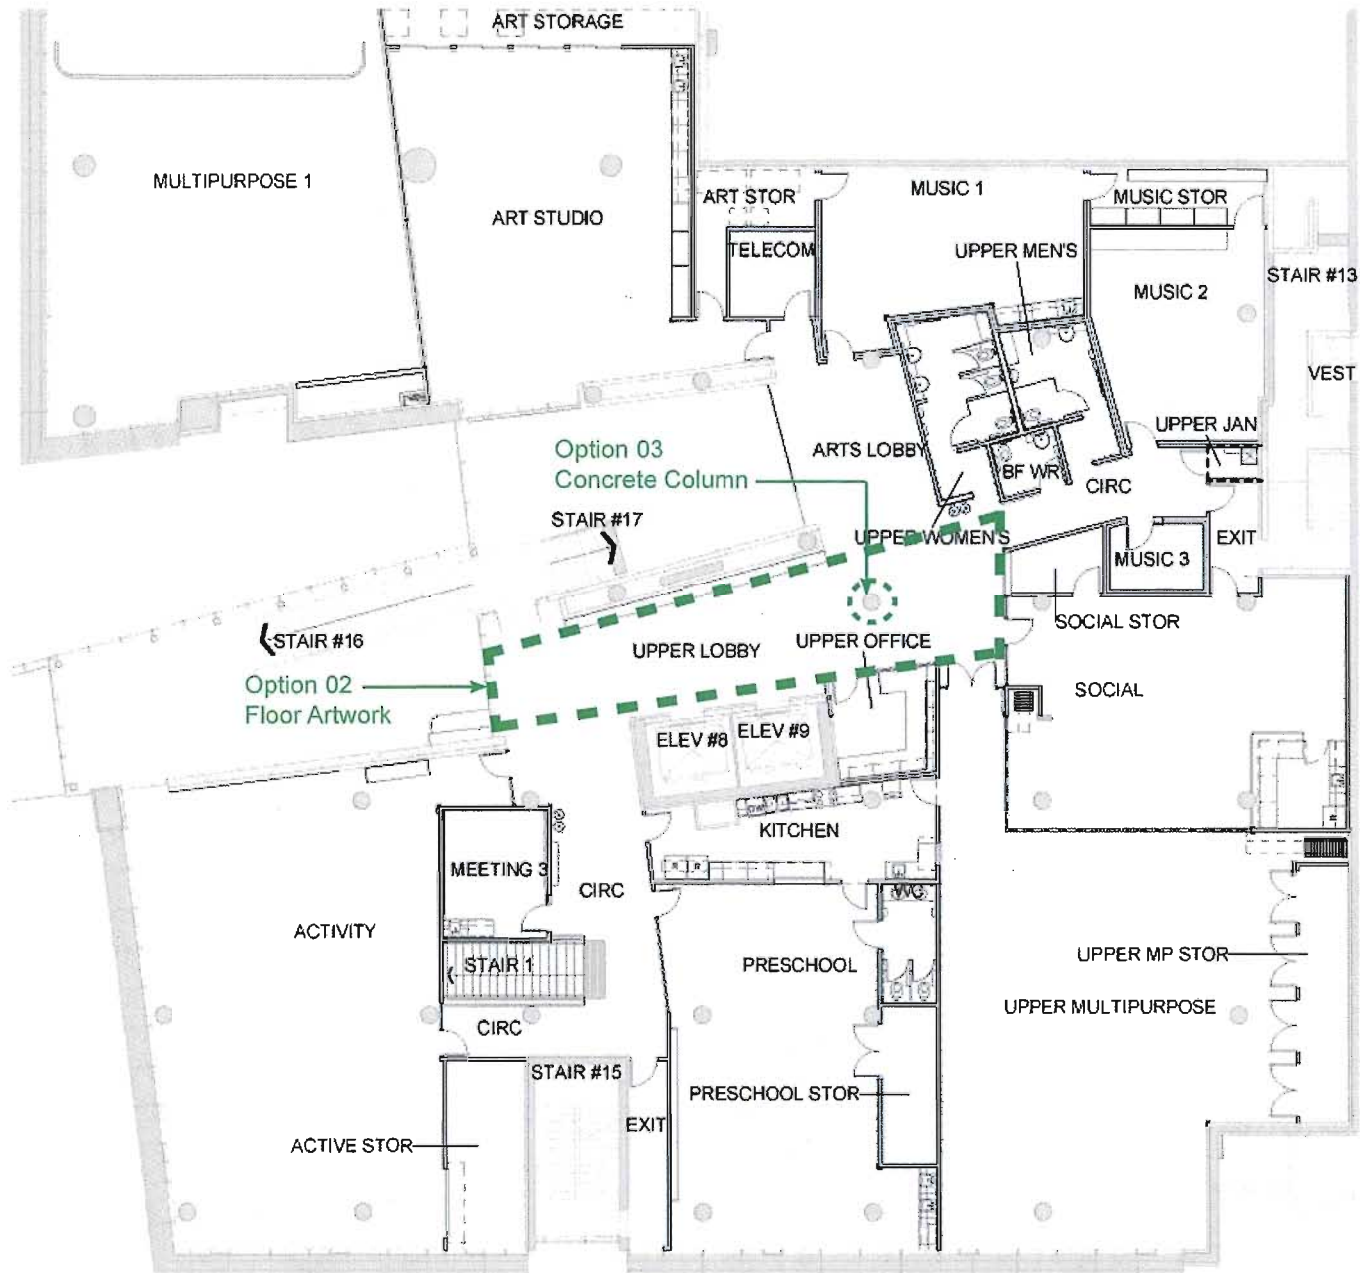 ART STORAGE
MULTIPURPOSE 1
ART STUDIO
ART STOR
MUSIC 1
MUSIC STOR
TELECOM
UPPER MEN'S
STAIR #13
MUSIC 2
VEST
UPPER JAN
Option 03
Concrete Column
ARTS LOBBY
BF WR
CIRC
STAIR #17
UPPER WOMEN'S
EXIT
MUSIC 3
STAIR #16
UPPER LOBBY
UPPER OFFICE
SOCIAL STOR
Option 02
Floor Artwork
SOCIAL
ELEV #8
ELEV #9
KITCHEN
MEETING 3
CIRC
WC
ACTIVITY
STAIR 1
PRESCHOOL
UPPER MP STOR
UPPER MULTIPURPOSE
CIRC
STAIR #15
PRESCHOOL STOR
EXIT
ACTIVE STOR